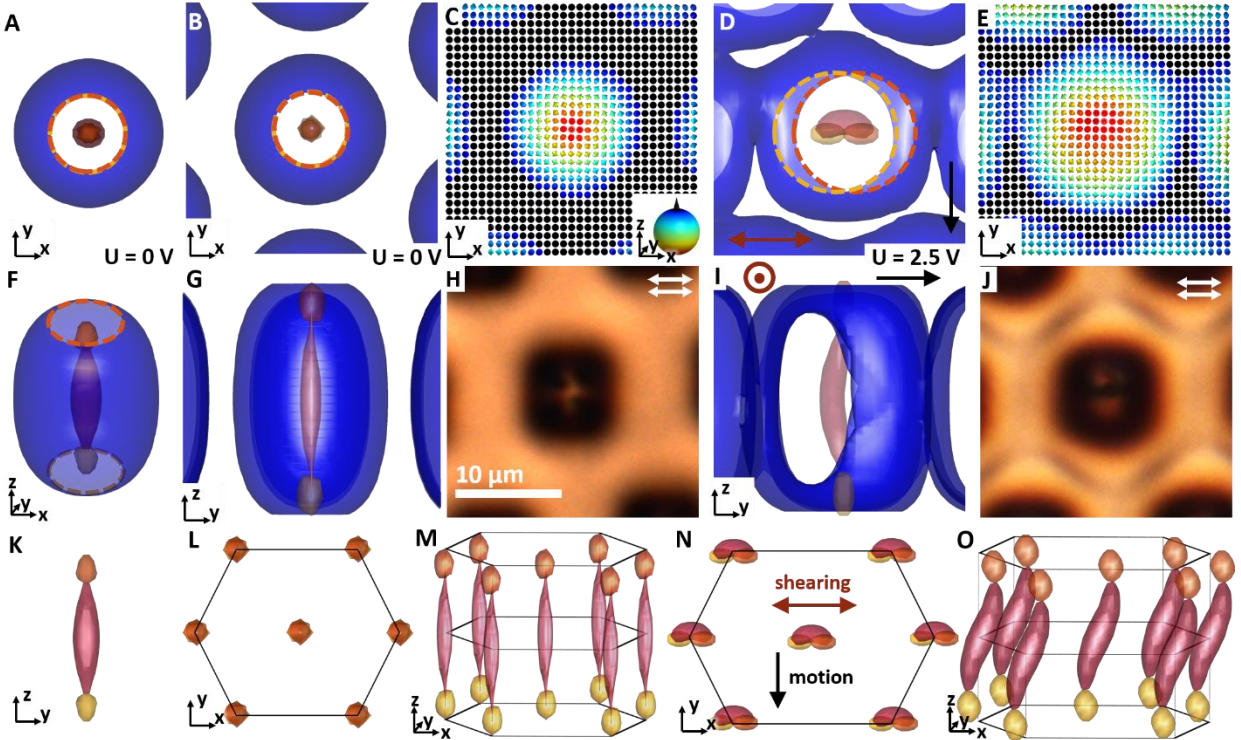 A
B
C
D
E
y
x
U = 0 V
y
x
U = 0 V
y
x
z
y
x
y
x
U = 2.5 V
y
x
F
G
H
I
J
z
y
x
z
y
10 µm
z
y
K
L
M
N
O
shearing
motion
z
y
y
x
z
y
x
y
x
z
y
x